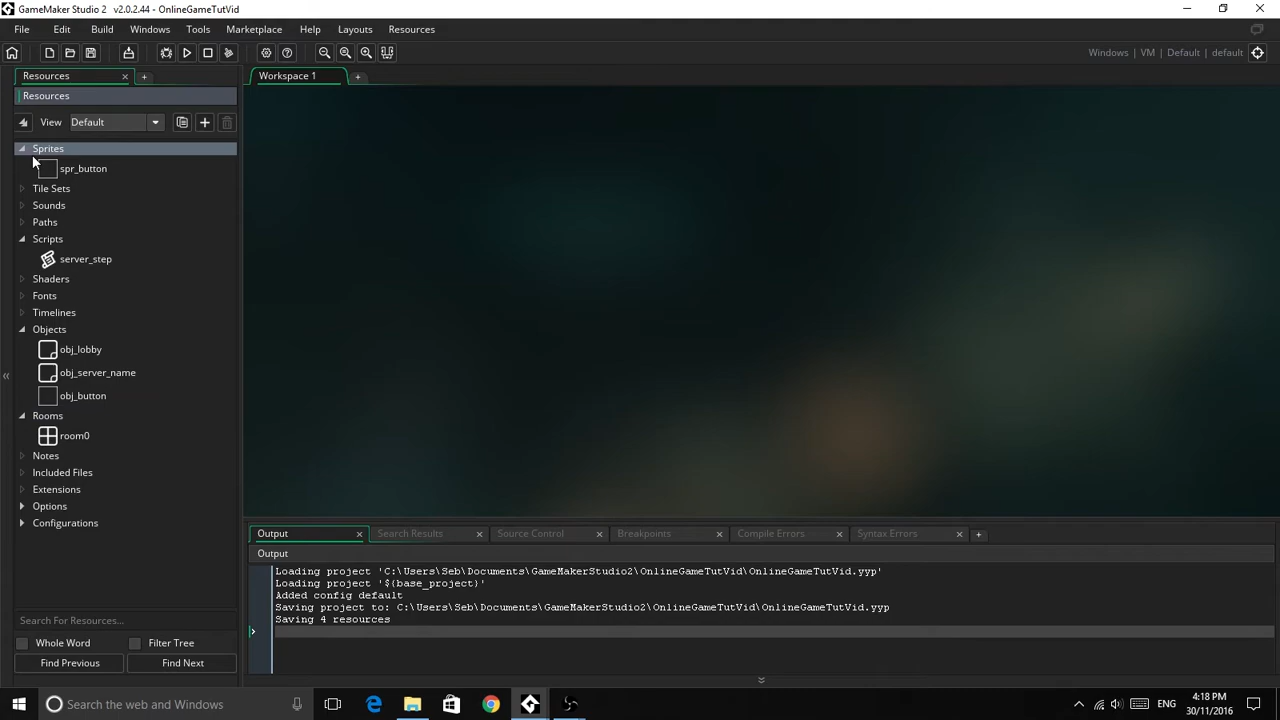 GameMaker Studio 2 v2.0.2.44 - OnlineGameTutVid
File Edit Build Windows Tools Marketplace Help Layouts Resources
Windows | VM | Default | default
Resources
Workspace 1
Resources
View Default
Sprites
spr_button
Tile Sets
Sounds
Paths
Scripts
server_step
Shaders
Fonts
Timelines
Objects
obj_lobby
obj_server_name
obj_button
Rooms
room0
Notes
Included Files
Extensions
Options
Configurations
Search For Resources...
Whole Word Filter Tree
Find Previous Find Next
Output Search Results Source Control Breakpoints Compile Errors Syntax Errors
Output
Loading project 'C:\Users\Seb\Documents\GameMakerStudio2\OnlineGameTutVid\OnlineGameTutVid.yyp'
Loading project '${base_project}'
Added config default
Saving project to: C:\Users\Seb\Documents\GameMakerStudio2\OnlineGameTutVid\OnlineGameTutVid.yyp
Saving 4 resources
Search the web and Windows
ENG
4:18 PM
30/11/2016